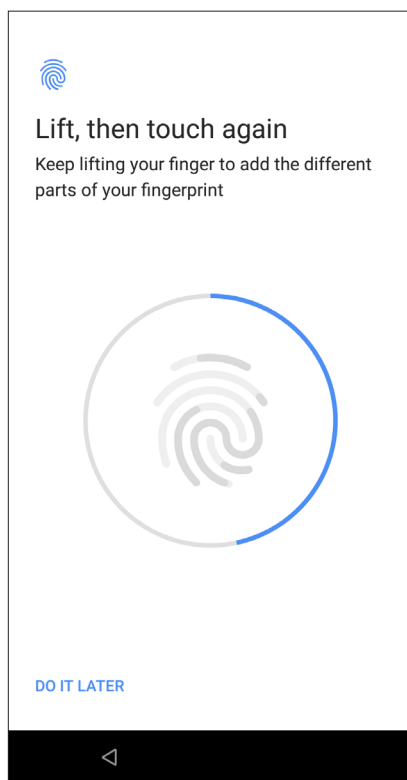 Lift, then touch again
Keep lifting your finger to add the different
parts of your fingerprint
DO IT LATER